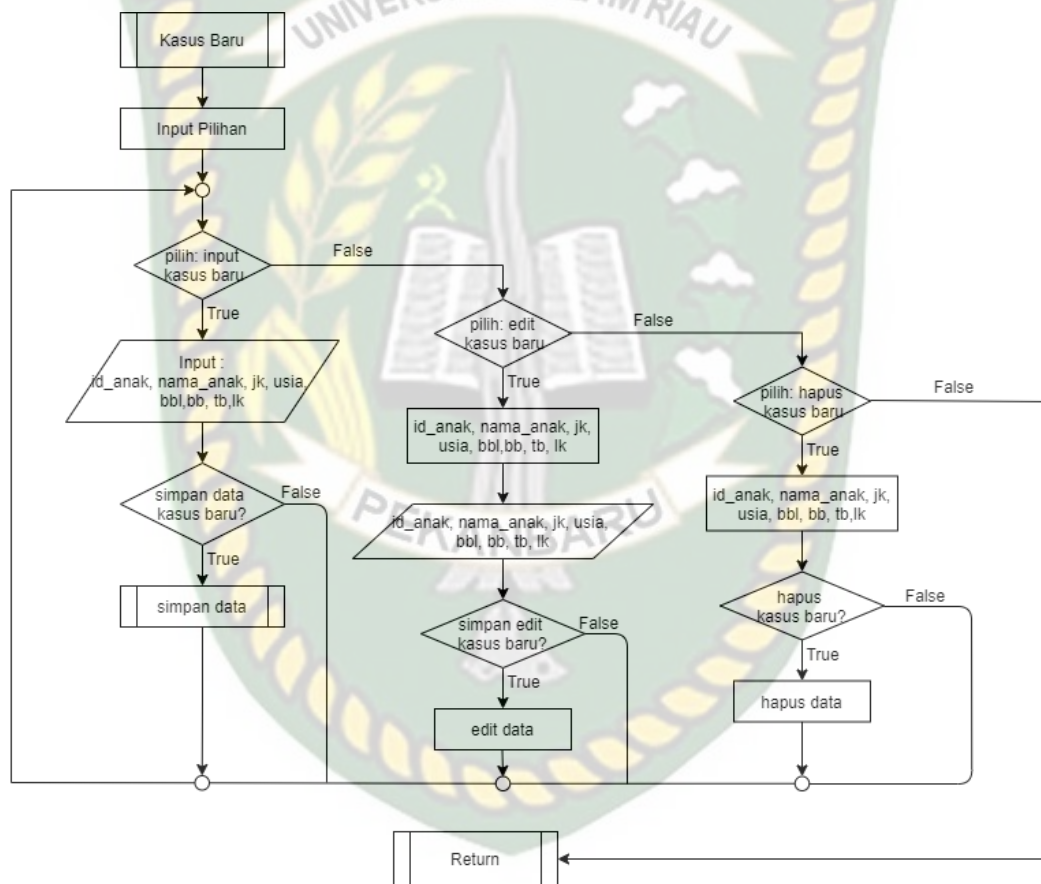 UNIVERSITAS ISLAM RIAU
Kasus Baru
Input Pilihan
pilih: input
kasus baru
False
True
Input :
id_anak, nama_anak, jk, usia,
bbl,bb, tb,lk
simpan data
kasus baru?
False
True
simpan data
pilih: edit
kasus baru
False
True
id_anak, nama_anak, jk,
usia, bbl,bb, tb, lk
id_anak, nama_anak, jk, usia,
bbl, bb, tb, lk
simpan edit
kasus baru?
False
True
edit data
pilih: hapus
kasus baru
False
True
id_anak, nama_anak, jk,
usia, bbl, bb, tb,lk
hapus
kasus baru?
False
True
hapus data
PEKANBARU
Return